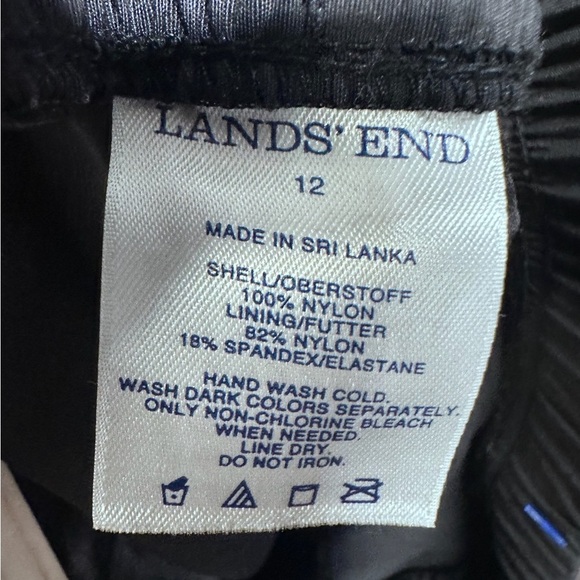 LANDS' END
12
MADE IN SRI LANKA
SHELL/OBERSTOFF
100% NYLON
LINING/FUTTER
82% NYLON
18% SPANDEX/ELASTANE
HAND WASH COLD.
WASH DARK COLORS SEPARATELY.
ONLY NON-CHLORINE BLEACH
WHEN NEEDED.
LINE DRY.
DO NOT IRON.